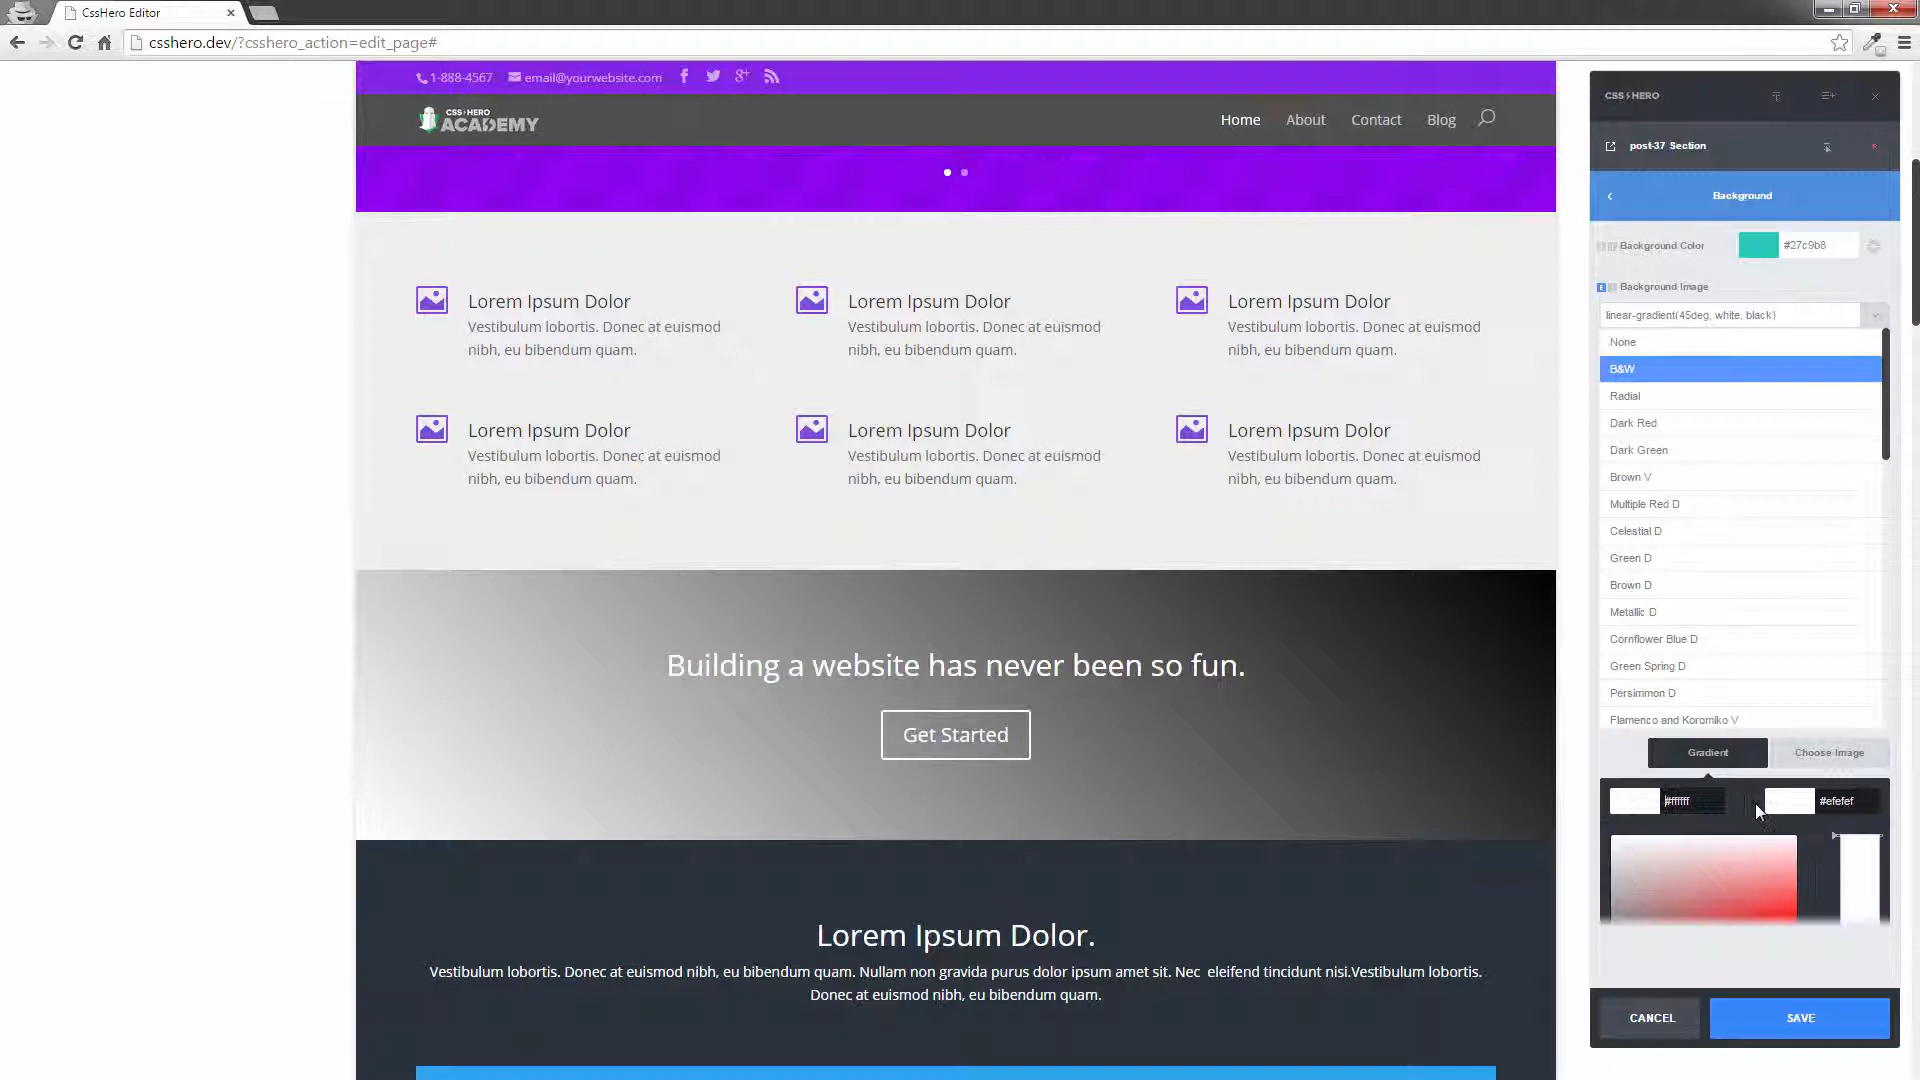 CssHero Editor
csshero.dev/?csshero_action=edit_page#
1-888-4567 email@yourwebsite.com
CSS HERO
ACADEMY
Home About Contact Blog
Lorem Ipsum Dolor
Vestibulum lobortis. Donec at euismod
nibh, eu bibendum quam.
Lorem Ipsum Dolor
Vestibulum lobortis. Donec at euismod
nibh, eu bibendum quam.
Lorem Ipsum Dolor
Vestibulum lobortis. Donec at euismod
nibh, eu bibendum quam.
Lorem Ipsum Dolor
Vestibulum lobortis. Donec at euismod
nibh, eu bibendum quam.
Lorem Ipsum Dolor
Vestibulum lobortis. Donec at euismod
nibh, eu bibendum quam.
Lorem Ipsum Dolor
Vestibulum lobortis. Donec at euismod
nibh, eu bibendum quam.
Building a website has never been so fun.
Get Started
Lorem Ipsum Dolor.
Vestibulum lobortis. Donec at euismod nibh, eu bibendum quam. Nullam non gravida purus dolor ipsum amet sit. Nec eleifend tincidunt nisi.Vestibulum lobortis.
Donec at euismod nibh, eu bibendum quam.
CSS HERO
post-37 Section
Background
Background Color #27c9b8
Background Image
linear-gradient(45deg, white, black)
None
B&W
Radial
Dark Red
Dark Green
Brown V
Multiple Red D
Celestial D
Green D
Brown D
Metallic D
Cornflower Blue D
Green Spring D
Persimmon D
Flamenco and Koromiko V
Gradient Choose Image
#ffffff #efefef
CANCEL SAVE